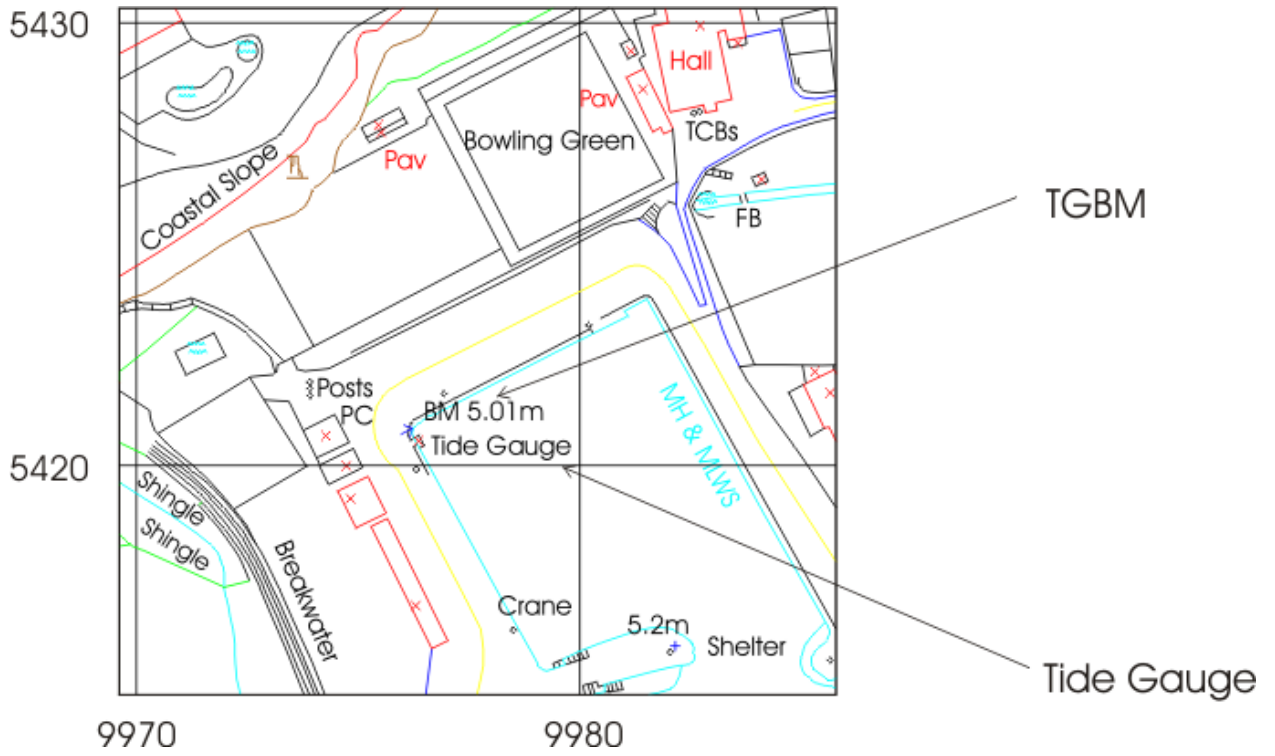 5430
Hall
Pav
TCBs
Bowling Green
Pav
Coastal Slope
FB
TGBM
Posts
PC
BM 5.01m
Tide Gauge
MH & MLWS
5420
Shingle
Shingle
Breakwater
Crane
5.2m
Shelter
Tide Gauge
9970
9980